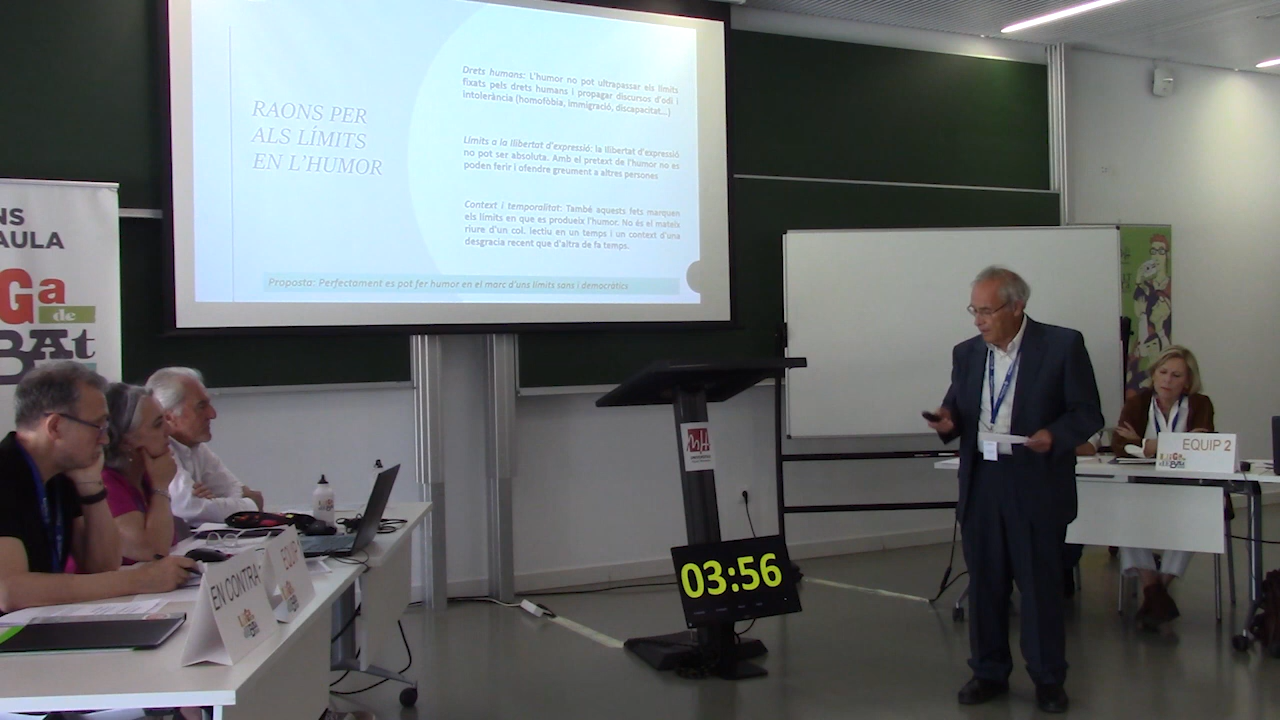 RAONS PER
ALS LÍMITS
EN L'HUMOR
Drets humans: L'humor no pot ultrapassar els límits
fixats pels drets humans i propagar discursos d'odi i
intolerància (homofòbia, immigració, discapacitat...)
Límits a la llibertat d'expressió: la llibertat d'expressió
no pot ser absoluta. Amb el pretext de l'humor no es
poden ferir i ofendre greument a altres persones
Context i temporalitat: També aquests fets marquen
els límits en que es produeix l'humor. No és el mateix
riure d'un col. lectiu en un temps i un context d'una
desgracia recent que d'altra de fa temps.
Proposta: Perfectament es pot fer humor en el marc d'uns límits sans i democràtics
NS
AULA
Ga
de
BAt
EQUIP 2
03:56
EN CONTRA
EQUIP